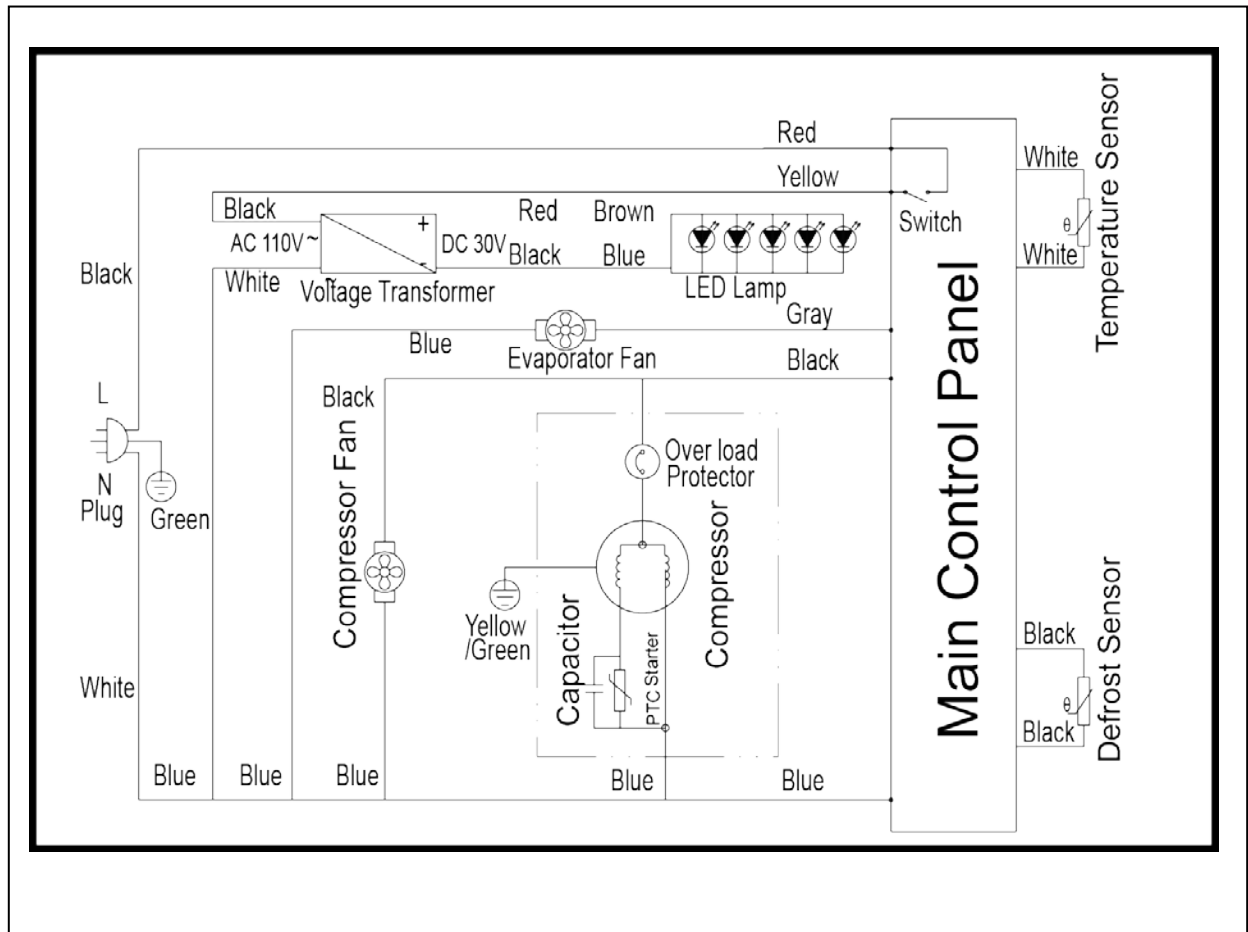 Red
Yellow
Switch
White
White
Temperature Sensor
Black
AC 110V~
White
Voltage Transformer
+
-
DC 30V
Red
Brown
Black
Blue
LED Lamp
Gray
Black
Blue
Evaporator Fan
Black
Black
L
N
Plug
Green
Compressor Fan
Over load
Protector
Compressor
Yellow
/Green
Capacitor
PTC Starter
Main Control Panel
θ
Black
Black
θ
Defrost Sensor
White
Blue
Blue
Blue
Blue
Blue